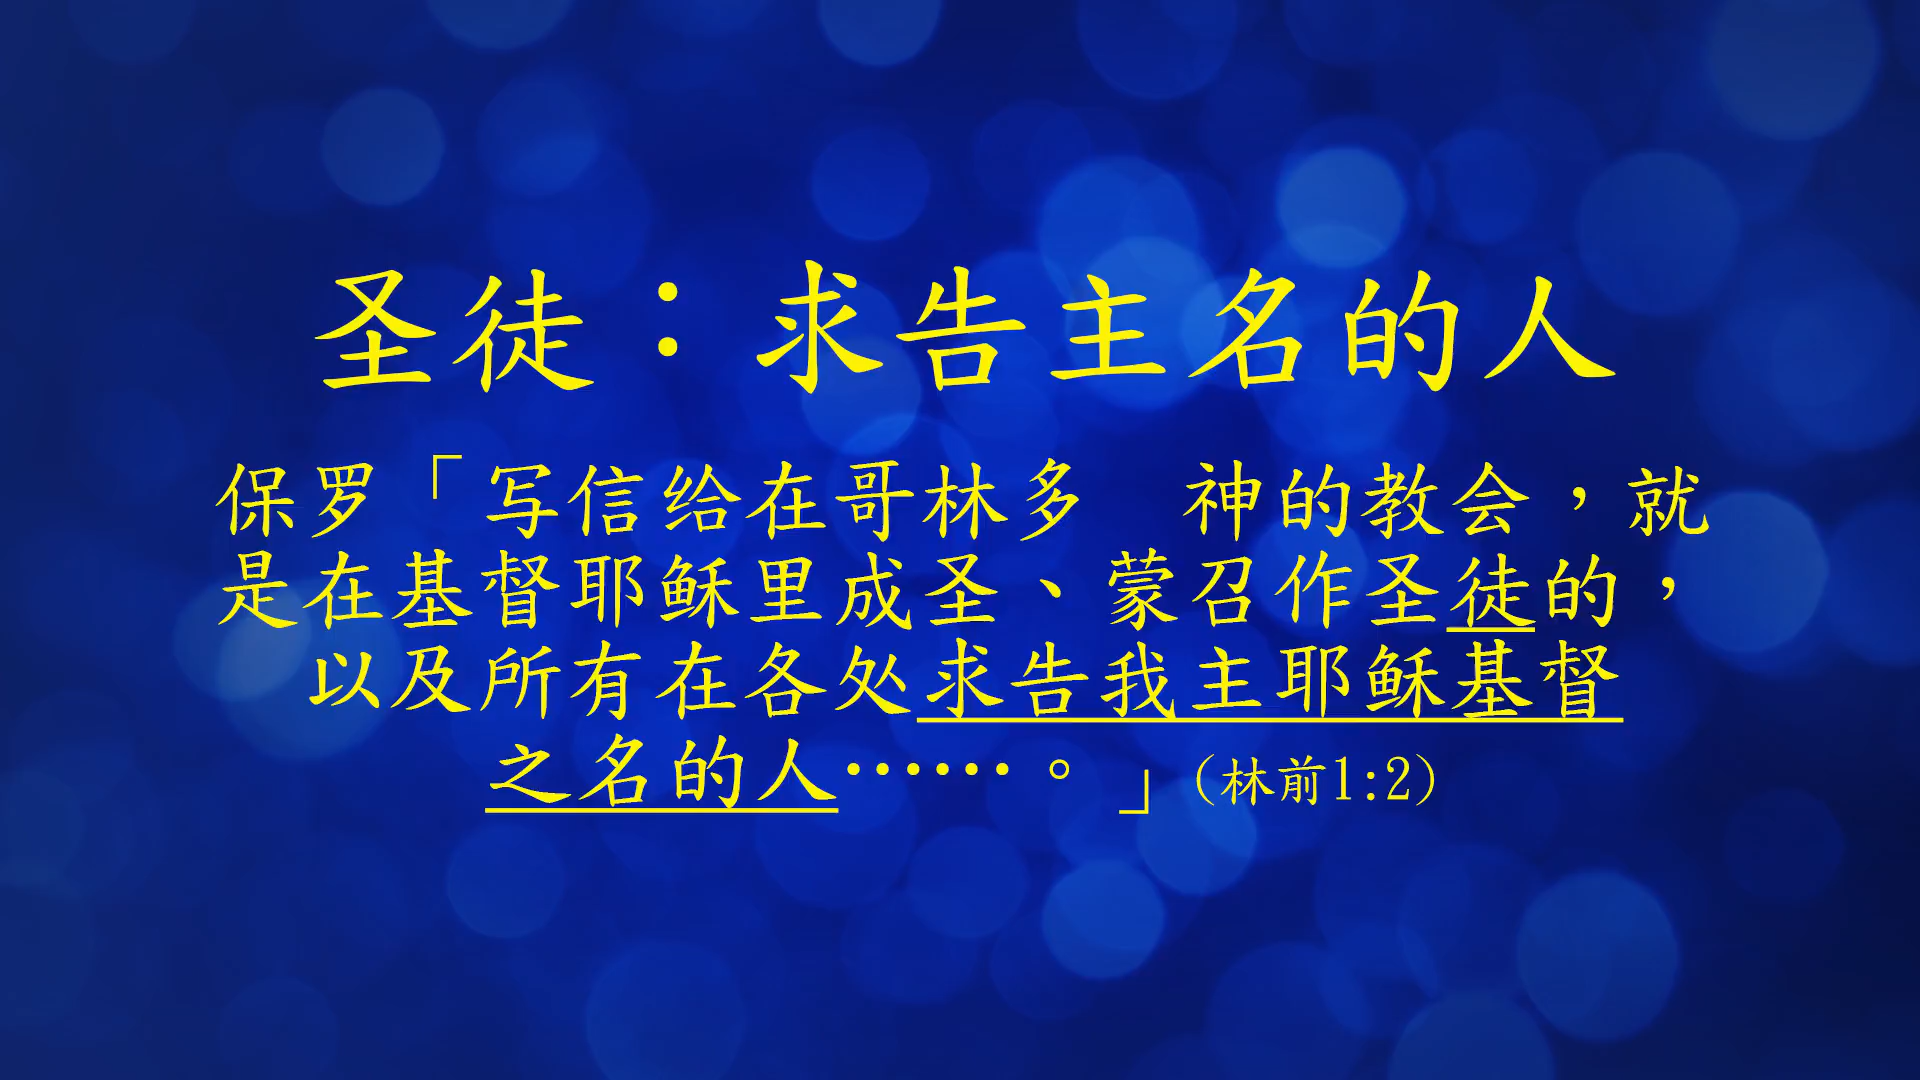 圣徒：求告主名的人
保罗「写信给在哥林多　神的教会，就
是在基督耶稣里成圣、蒙召作圣徒的，
以及所有在各处求告我主耶稣基督
之名的人……。」（林前1:2）